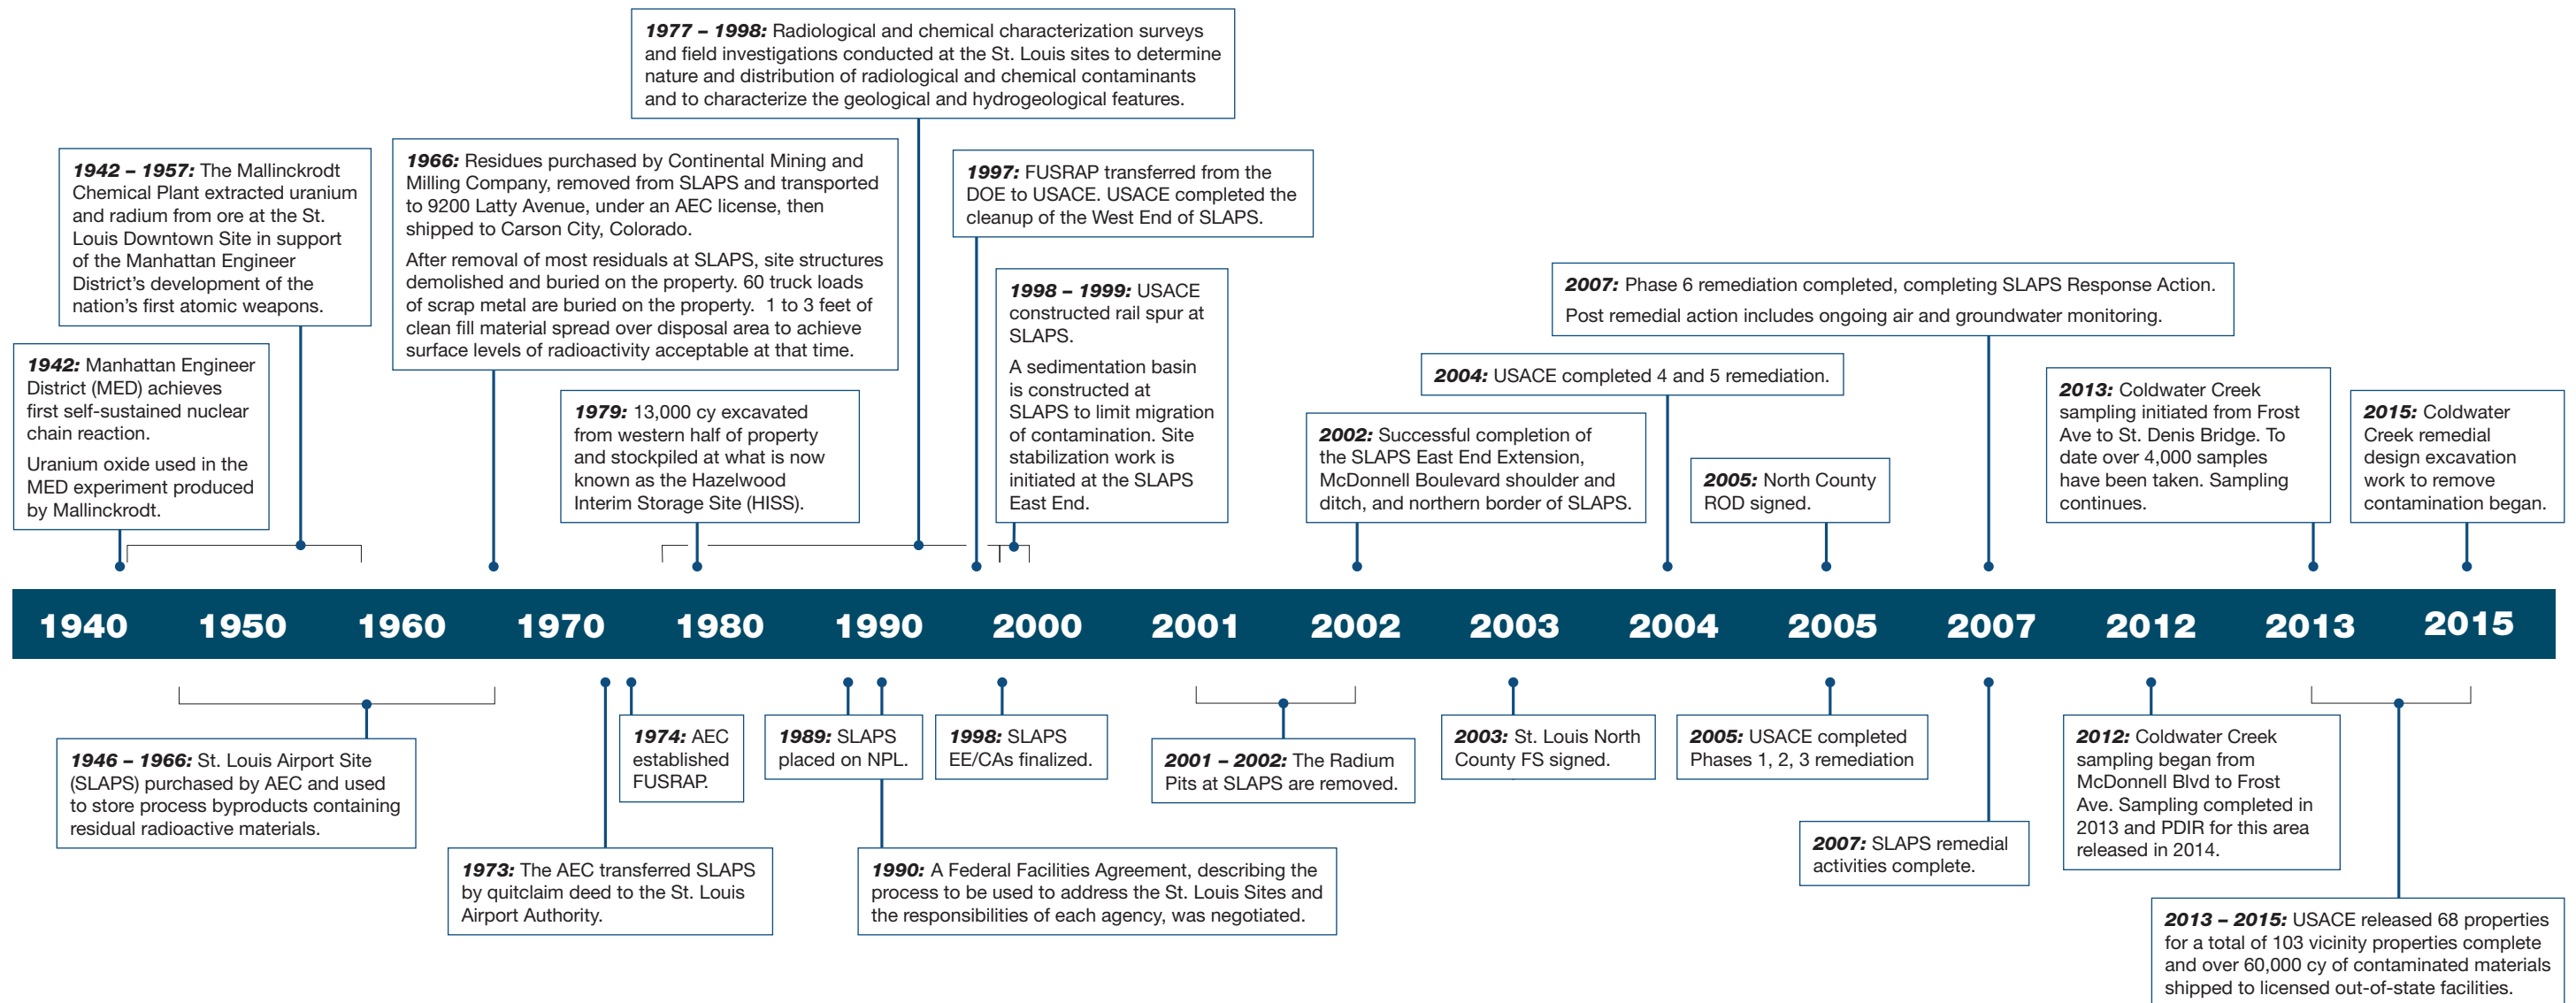 1977 – 1998: Radiological and chemical characterization surveys
and field investigations conducted at the St. Louis sites to determine
nature and distribution of radiological and chemical contaminants
and to characterize the geological and hydrogeological features.
1942 – 1957: The Mallinckrodt
Chemical Plant extracted uranium
and radium from ore at the St.
Louis Downtown Site in support
of the Manhattan Engineer
District’s development of the
nation’s first atomic weapons.
1966: Residues purchased by Continental Mining and
Milling Company, removed from SLAPS and transported
to 9200 Latty Avenue, under an AEC license, then
shipped to Carson City, Colorado.
After removal of most residuals at SLAPS, site structures
demolished and buried on the property. 60 truck loads
of scrap metal are buried on the property. 1 to 3 feet of
clean fill material spread over disposal area to achieve
surface levels of radioactivity acceptable at that time.
1997: FUSRAP transferred from the
DOE to USACE. USACE completed the
cleanup of the West End of SLAPS.
1998 – 1999: USACE
constructed rail spur at
SLAPS.
A sedimentation basin
is constructed at
SLAPS to limit migration
of contamination. Site
stabilization work is
initiated at the SLAPS
East End.
2007: Phase 6 remediation completed, completing SLAPS Response Action.
Post remedial action includes ongoing air and groundwater monitoring.
1942: Manhattan Engineer
District (MED) achieves
first self-sustained nuclear
chain reaction.
Uranium oxide used in the
MED experiment produced
by Mallinckrodt.
1979: 13,000 cy excavated
from western half of property
and stockpiled at what is now
known as the Hazelwood
Interim Storage Site (HISS).
2004: USACE completed 4 and 5 remediation.
2002: Successful completion of
the SLAPS East End Extension,
McDonnell Boulevard shoulder and
ditch, and northern border of SLAPS.
2005: North County
ROD signed.
2013: Coldwater Creek
sampling initiated from Frost
Ave to St. Denis Bridge. To
date over 4,000 samples
have been taken. Sampling
continues.
2015: Coldwater
Creek remedial
design excavation
work to remove
contamination began.
1940 1950 1960 1970 1980 1990 2000 2001 2002 2003 2004 2005 2007 2012 2013 2015
1946 – 1966: St. Louis Airport Site
(SLAPS) purchased by AEC and used
to store process byproducts containing
residual radioactive materials.
1973: The AEC transferred SLAPS
by quitclaim deed to the St. Louis
Airport Authority.
1974: AEC
established
FUSRAP.
1989: SLAPS
placed on NPL.
1990: A Federal Facilities Agreement, describing the
process to be used to address the St. Louis Sites and
the responsibilities of each agency, was negotiated.
1998: SLAPS
EE/CAs finalized.
2001 – 2002: The Radium
Pits at SLAPS are removed.
2003: St. Louis North
County FS signed.
2005: USACE completed
Phases 1, 2, 3 remediation
2007: SLAPS remedial
activities complete.
2012: Coldwater Creek
sampling began from
McDonnell Blvd to Frost
Ave. Sampling completed in
2013 and PDIR for this area
released in 2014.
2013 – 2015: USACE released 68 properties
for a total of 103 vicinity properties complete
and over 60,000 cy of contaminated materials
shipped to licensed out-of-state facilities.